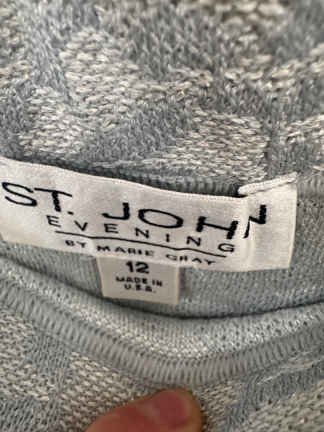 ST. JOHN
EVENING
BY MARIE GRAY
12
MADE IN
U.S.A.